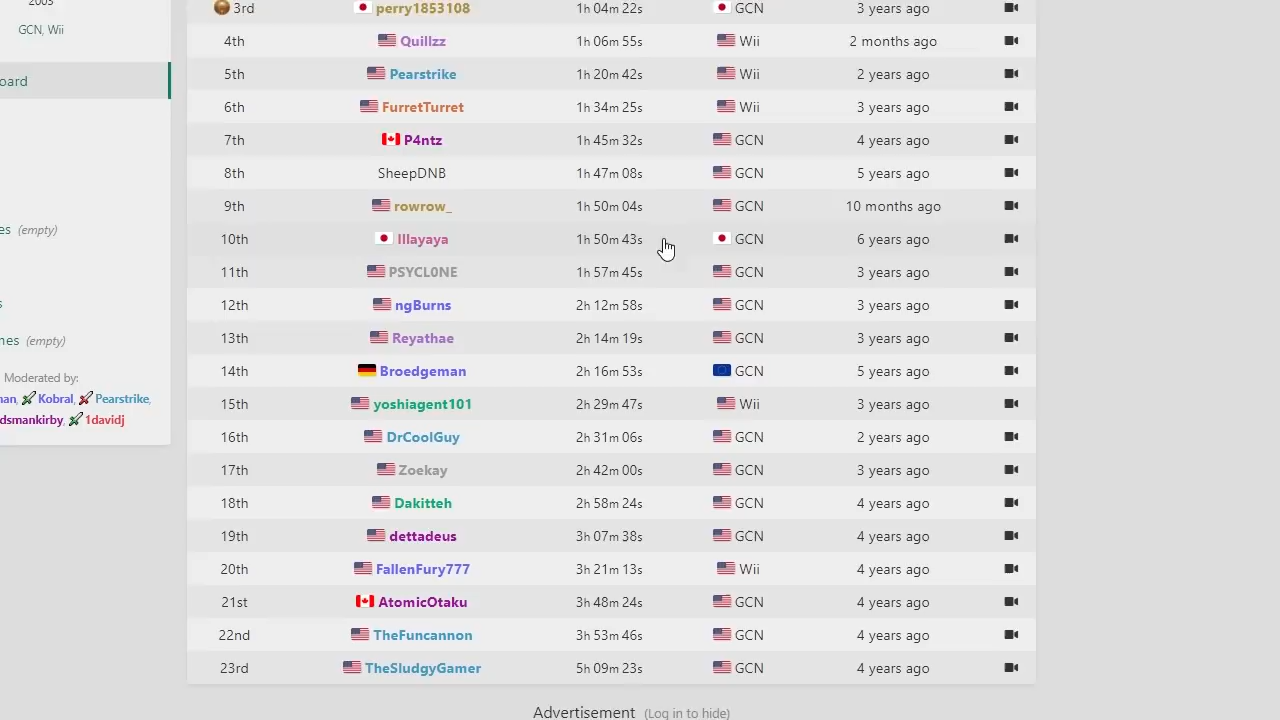 2003
GCN, Wii
oard
es (empty)
s
mes (empty)
Moderated by:
nan, Kobral, Pearstrike,
dsmankirby, 1davidj
3rd perry1853108 1h 04m 22s GCN 3 years ago
4th Quillzz 1h 06m 55s Wii 2 months ago
5th Pearstrike 1h 20m 42s Wii 2 years ago
6th FurretTurret 1h 34m 25s Wii 3 years ago
7th P4ntz 1h 45m 32s GCN 4 years ago
8th SheepDNB 1h 47m 08s GCN 5 years ago
9th rowrow_ 1h 50m 04s GCN 10 months ago
10th Illayaya 1h 50m 43s GCN 6 years ago
11th PSYCL0NE 1h 57m 45s GCN 3 years ago
12th ngBurns 2h 12m 58s GCN 3 years ago
13th Reyathae 2h 14m 19s GCN 3 years ago
14th Broedgeman 2h 16m 53s GCN 5 years ago
15th yoshiagent101 2h 29m 47s Wii 3 years ago
16th DrCoolGuy 2h 31m 06s GCN 2 years ago
17th Zoekay 2h 42m 00s GCN 3 years ago
18th Dakitteh 2h 58m 24s GCN 4 years ago
19th dettadeus 3h 07m 38s GCN 4 years ago
20th FallenFury777 3h 21m 13s Wii 4 years ago
21st AtomicOtaku 3h 48m 24s GCN 4 years ago
22nd TheFuncannon 3h 53m 46s GCN 4 years ago
23rd TheSludgyGamer 5h 09m 23s GCN 4 years ago
Advertisement (Log in to hide)